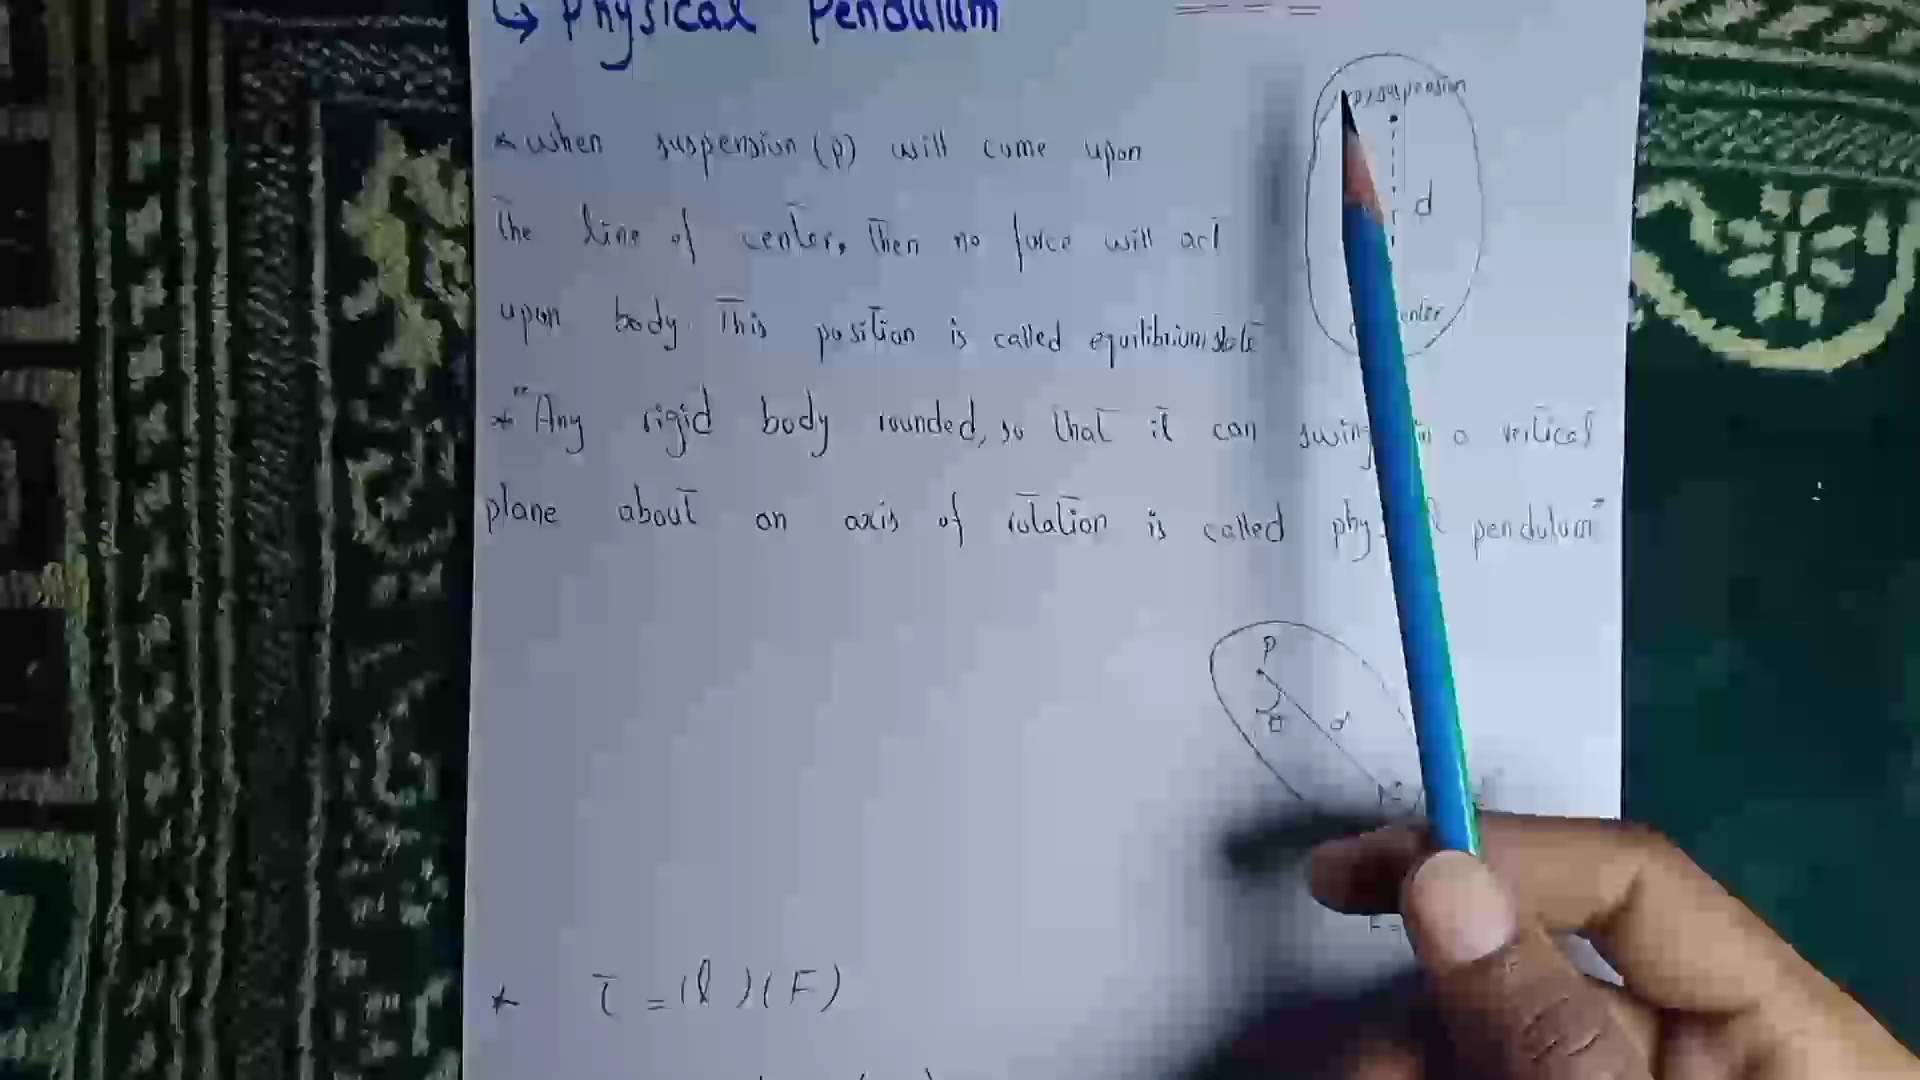 ↳ Physical Pendulum
(p) suspension
* when suspension (p) will come upon
d
The line of center, Then no force will act
upon body. This position is called equilibrium state
* "Any rigid body rounded, so that it can swing in a vertical
plane about an axis of rotation is called pendulum"
P
θ
d
F =
* τ = (l)(F)